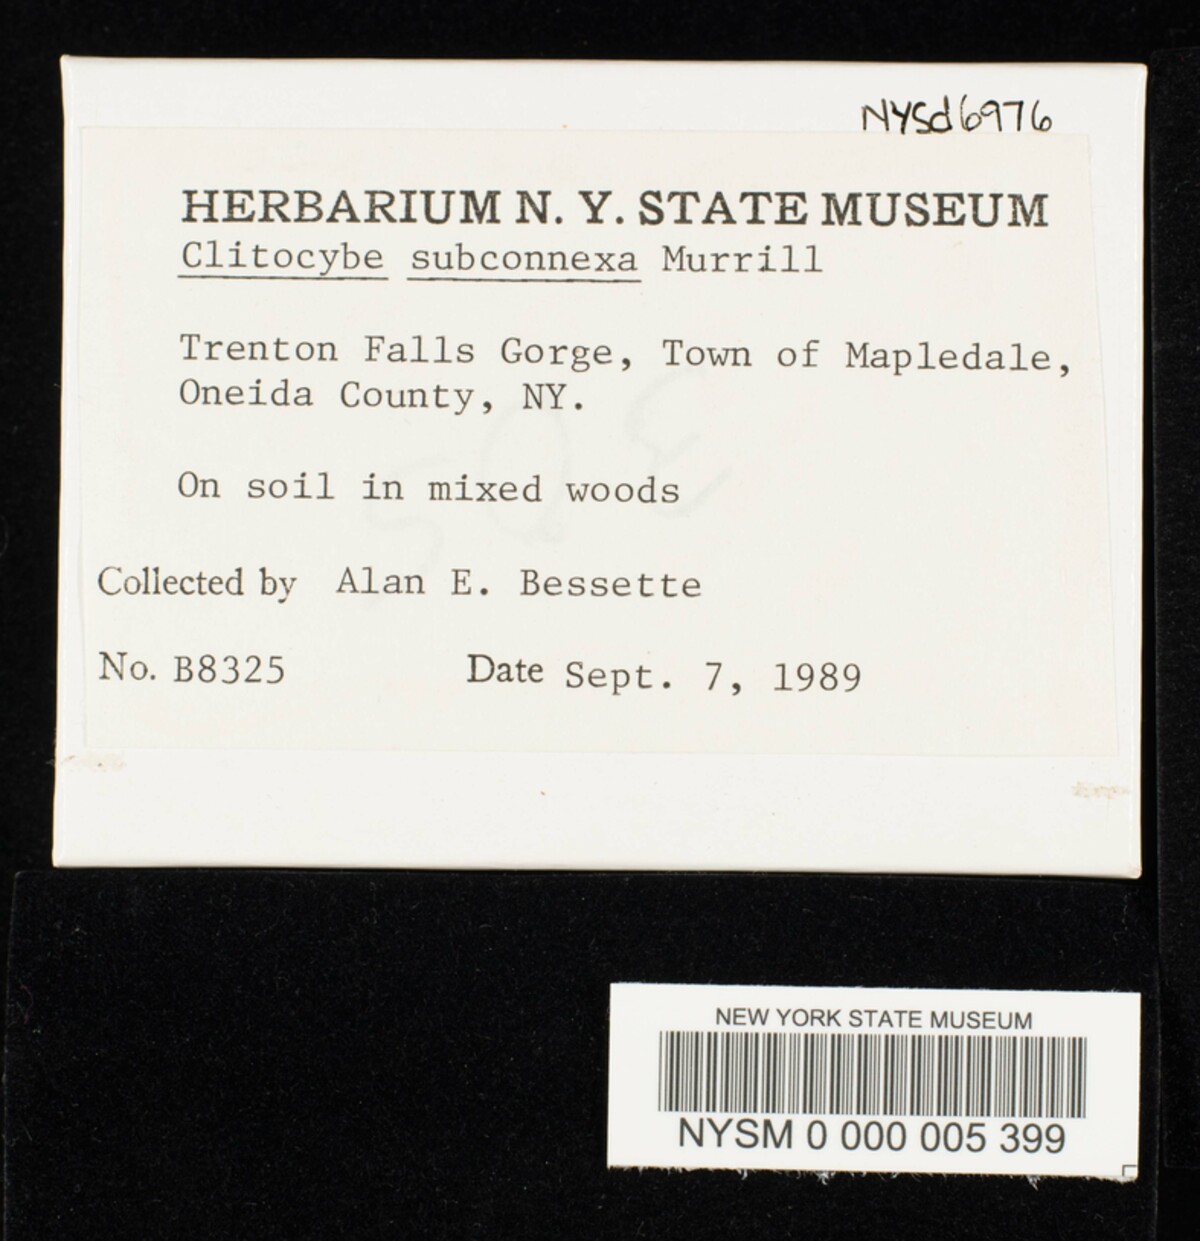 NYSd6976
HERBARIUM N. Y. STATE MUSEUM
Clitocybe subconnexa Murrill
Trenton Falls Gorge, Town of Mapledale,
Oneida County, NY.
On soil in mixed woods
Collected by Alan E. Bessette
No. B8325 Date Sept. 7, 1989
NEW YORK STATE MUSEUM
NYSM 0 000 005 399